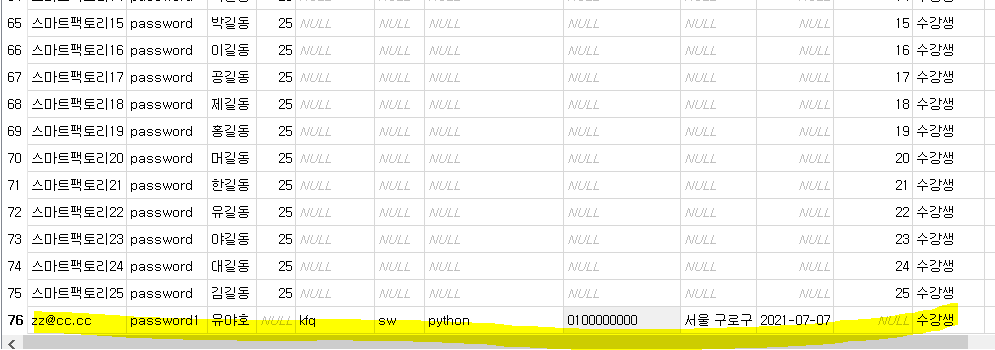 65 스마트팩토리15 password 박길동 25 NULL NULL NULL NULL NULL NULL 15 수강생
66 스마트팩토리16 password 이길동 25 NULL NULL NULL NULL NULL NULL 16 수강생
67 스마트팩토리17 password 공길동 25 NULL NULL NULL NULL NULL NULL 17 수강생
68 스마트팩토리18 password 제길동 25 NULL NULL NULL NULL NULL NULL 18 수강생
69 스마트팩토리19 password 홍길동 25 NULL NULL NULL NULL NULL NULL 19 수강생
70 스마트팩토리20 password 머길동 25 NULL NULL NULL NULL NULL NULL 20 수강생
71 스마트팩토리21 password 한길동 25 NULL NULL NULL NULL NULL NULL 21 수강생
72 스마트팩토리22 password 유길동 25 NULL NULL NULL NULL NULL NULL 22 수강생
73 스마트팩토리23 password 야길동 25 NULL NULL NULL NULL NULL NULL 23 수강생
74 스마트팩토리24 password 대길동 25 NULL NULL NULL NULL NULL NULL 24 수강생
75 스마트팩토리25 password 김길동 25 NULL NULL NULL NULL NULL NULL 25 수강생
76 zz@cc.cc password1 유야호 NULL kfq sw python 0100000000 서울 구로구 2021-07-07 NULL 수강생